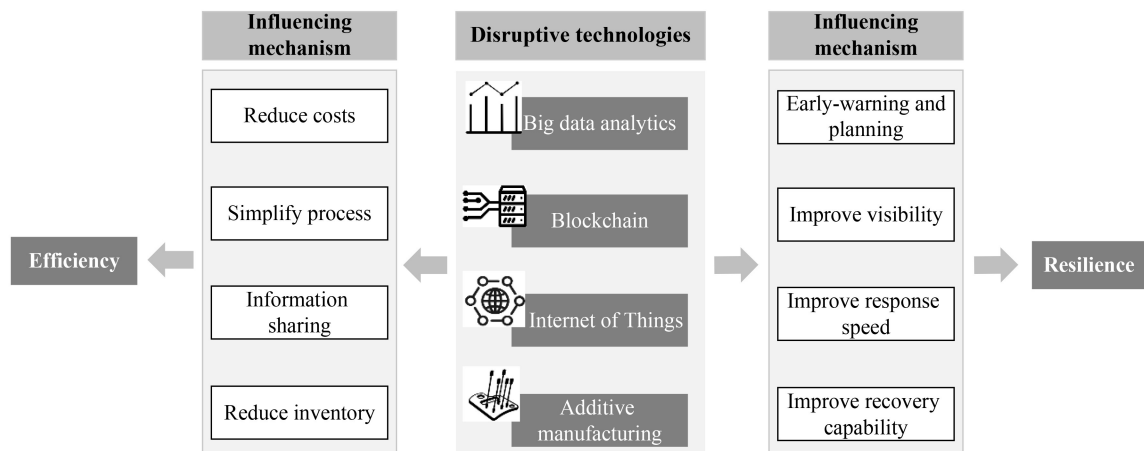 Influencing
mechanism
Disruptive technologies
Influencing
mechanism
Reduce costs
Simplify process
Information
sharing
Reduce inventory
Big data analytics
Blockchain
Internet of Things
Additive
manufacturing
Early-warning and
planning
Improve visibility
Improve response
speed
Improve recovery
capability
Efficiency
Resilience